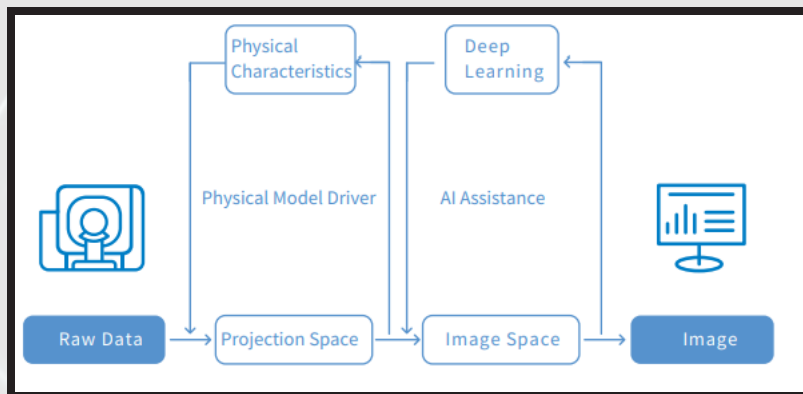 Physical
Characteristics
Deep
Learning
Physical Model Driver
AI Assistance
Raw Data
Projection Space
Image Space
Image